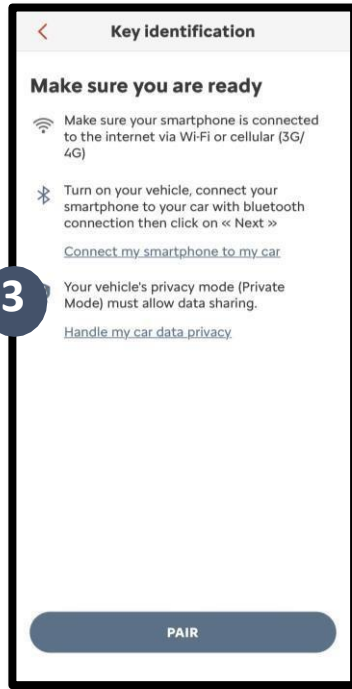 Key identification
Make sure you are ready
Make sure your smartphone is connected
to the internet via Wi-Fi or cellular (3G/
4G)
Turn on your vehicle, connect your
smartphone to your car with bluetooth
connection then click on « Next »
Connect my smartphone to my car
3
Your vehicle's privacy mode (Private
Mode) must allow data sharing.
Handle my car data privacy
PAIR